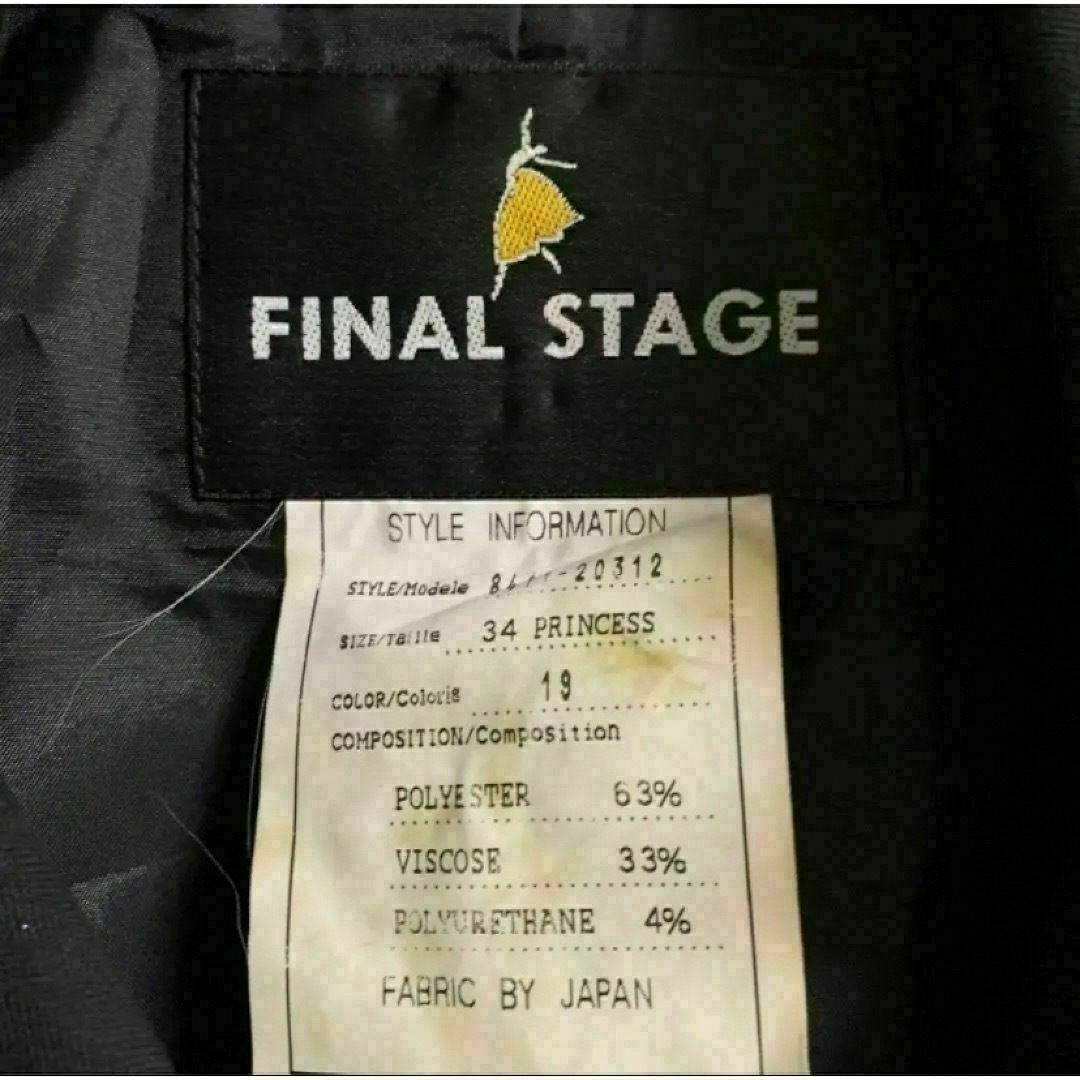 FINAL STAGE
STYLE INFORMATION
STYLE/Modele
SIZE/Taille 34 PRINCESS
COLOR/Coloris 19
COMPOSITION/Composition
POLYESTER 63%
VISCOSE 33%
POLYURETHANE 4%
FABRIC BY JAPAN